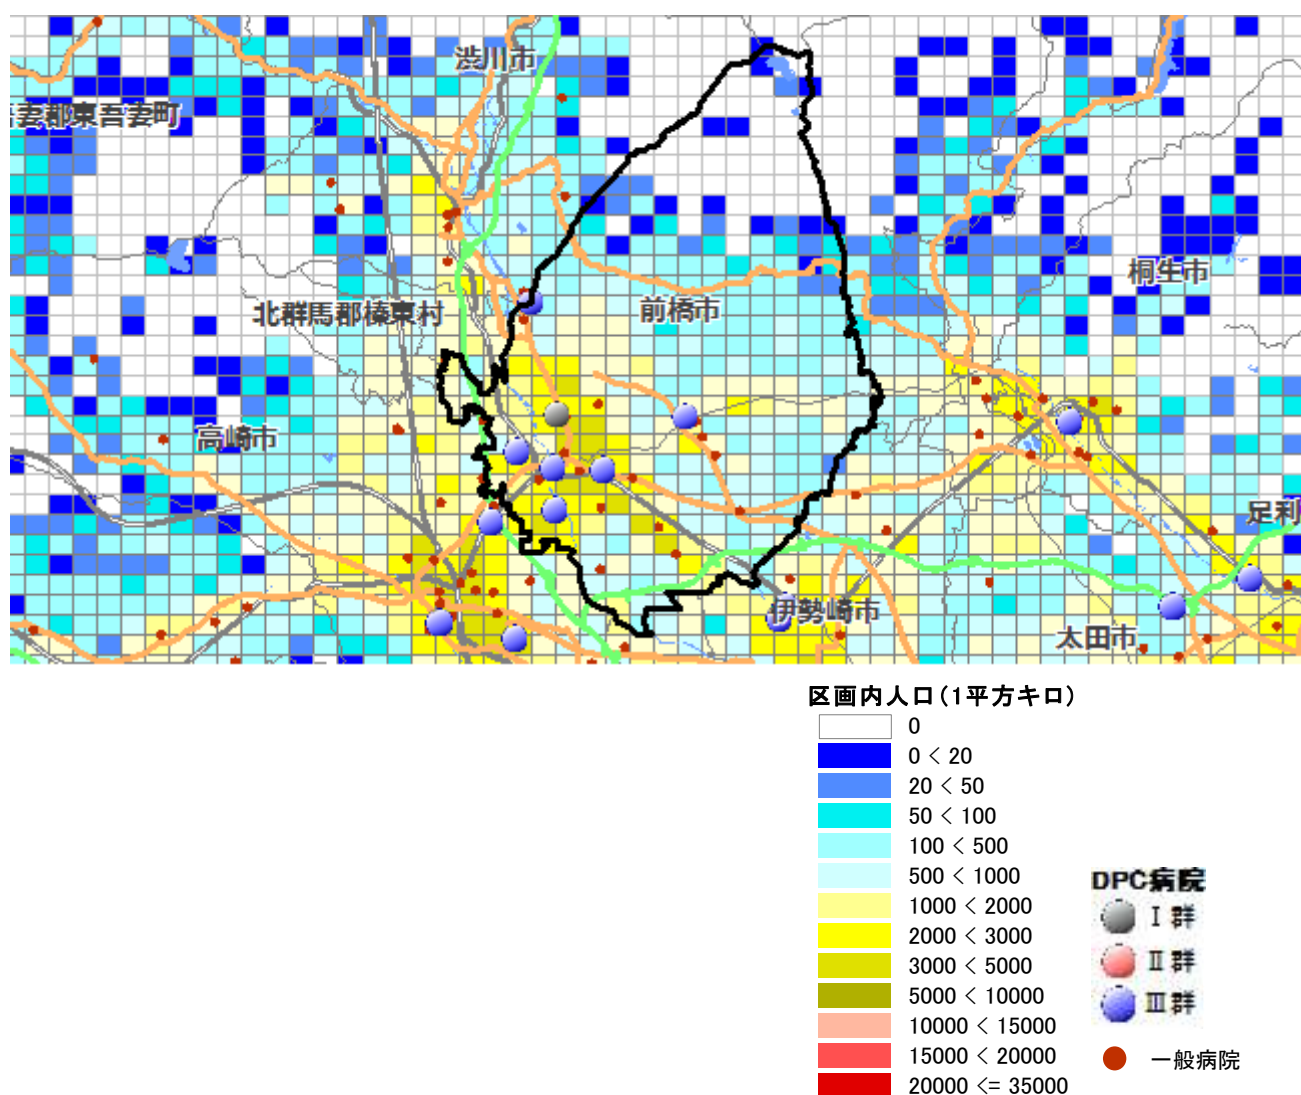 渋川市
吾妻郡東吾妻町
桐生市
北群馬郡榛東村
前橋市
高崎市
足利
伊勢崎市
太田市
区画内人口(1平方キロ)
0
0 < 20
20 < 50
50 < 100
100 < 500
500 < 1000
1000 < 2000
2000 < 3000
3000 < 5000
5000 < 10000
10000 < 15000
15000 < 20000
20000 <= 35000
DPC病院
Ⅰ群
Ⅱ群
Ⅲ群
一般病院